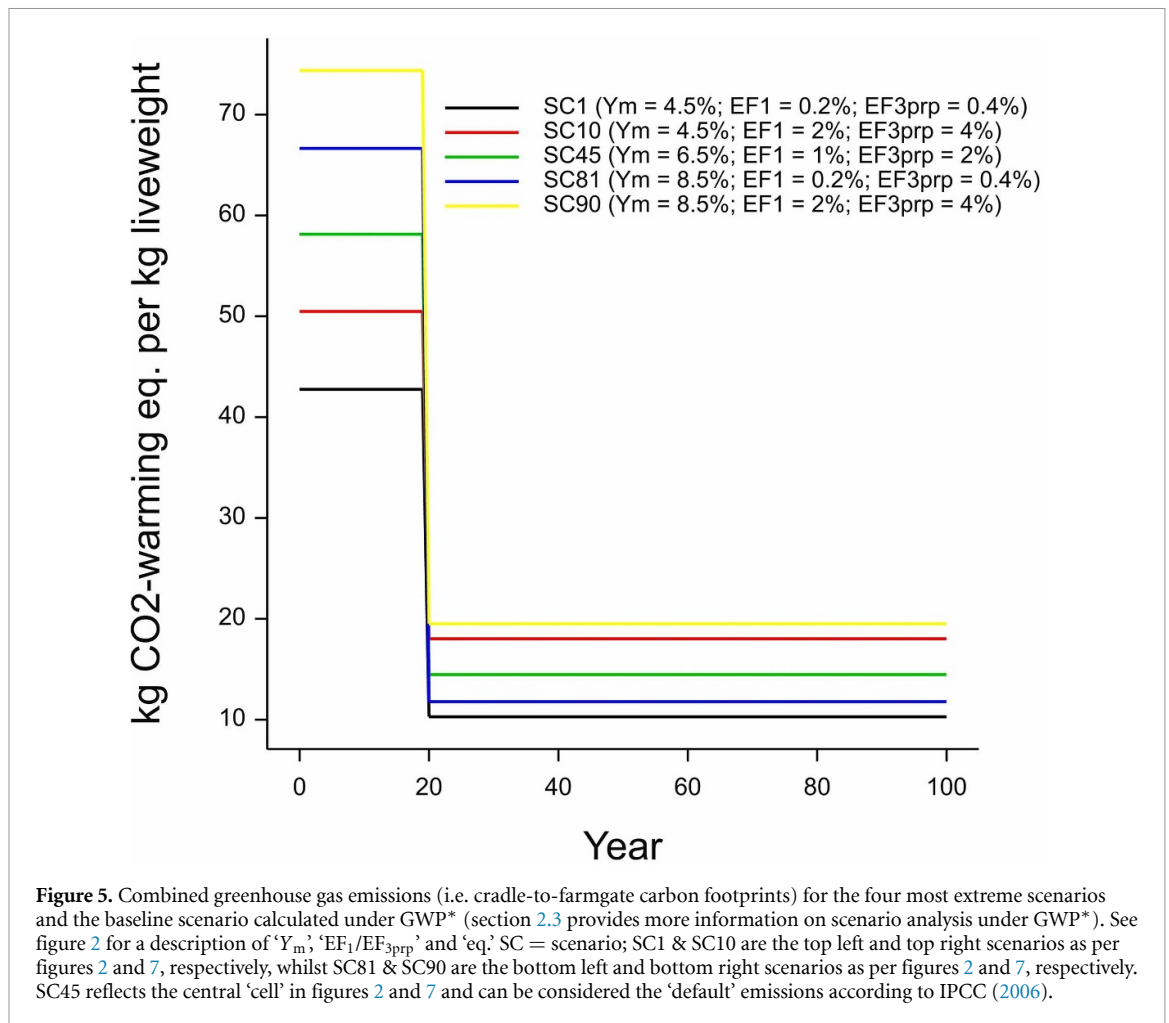 kg CO2-warming eq. per kg liveweight
70
60
50
40
30
20
10
SC1 (Ym = 4.5%; EF1 = 0.2%; EF3prp = 0.4%)
SC10 (Ym = 4.5%; EF1 = 2%; EF3prp = 4%)
SC45 (Ym = 6.5%; EF1 = 1%; EF3prp = 2%)
SC81 (Ym = 8.5%; EF1 = 0.2%; EF3prp = 0.4%)
SC90 (Ym = 8.5%; EF1 = 2%; EF3prp = 4%)
0 20 40 60 80 100
Year
Figure 5. Combined greenhouse gas emissions (i.e. cradle-to-farmgate carbon footprints) for the four most extreme scenarios
and the baseline scenario calculated under GWP* (section 2.3 provides more information on scenario analysis under GWP*). See
figure 2 for a description of ‘Ym’, ‘EF1/EF3prp’ and ‘eq.’ SC = scenario; SC1 & SC10 are the top left and top right scenarios as per
figures 2 and 7, respectively, whilst SC81 & SC90 are the bottom left and bottom right scenarios as per figures 2 and 7, respectively.
SC45 reflects the central ‘cell’ in figures 2 and 7 and can be considered the ‘default’ emissions according to IPCC (2006).